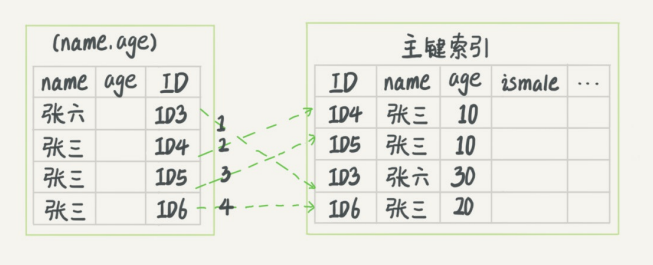 (name.age)
name age ID
张六 ID3
张三 ID4
张三 ID5
张三 ID6
1
2
3
4
主键索引
ID name age ismale ...
ID4 张三 10
ID5 张三 10
ID3 张六 30
ID6 张三 20